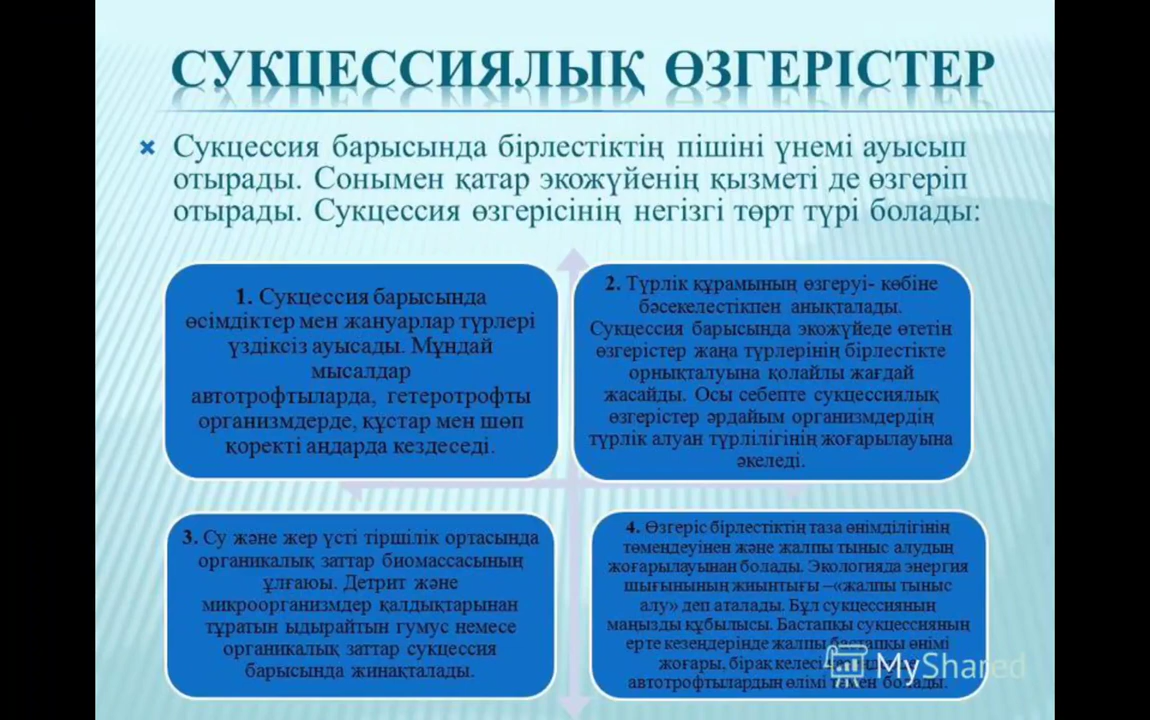 СУКЦЕССИЯЛЫҚ ӨЗГЕРІСТЕР
Сукцессия барысында бірлестіктің пішіні үнемі ауысып
отырады. Сонымен қатар экожүйенің қызметі де өзгеріп
отырады. Сукцессия өзгерісінің негізгі төрт түрі болады:
1. Сукцессия барысында
өсімдіктер мен жануарлар түрлері
үздіксіз ауысады. Мұндай
мысалдар
автотрофтыларда, гетеротрофты
организмдерде, құстар мен шөп
қоректі аңдарда кездеседі.
2. Түрлік құрамының өзгеруі- көбіне
бәсекелестікпен анықталады.
Сукцессия барысында экожүйеде өтетін
өзгерістер жаңа түрлерінің бірлестікте
орнықталуына қолайлы жағдай
жасайды. Осы себепте сукцессиялық
өзгерістер әрдайым организмдердің
түрлік алуан түрлілігінің жоғарылауына
әкеледі.
3. Су және жер үсті тіршілік ортасында
органикалық заттар биомассасының
ұлғаюы. Детрит және
микроорганизмдер қалдықтарынан
тұратын ыдырайтын гумус немесе
органикалық заттар сукцессия
барысында жинақталады.
4. Өзгеріс бірлестіктің таза өнімділігінің
төмендеуінен және жалпы тыныс алудың
жоғарылауынан болады. Экологияда энергия
шығынының жиынтығы –«жалпы тыныс
алу» деп аталады. Бұл сукцессияның
маңызды құбылысы. Бастапқы сукцессияның
ерте кезеңдерінде жалпы бастапқы өнімі
жоғары, бірақ
автотрофтылардың өлімі төмен болады.
MyShared